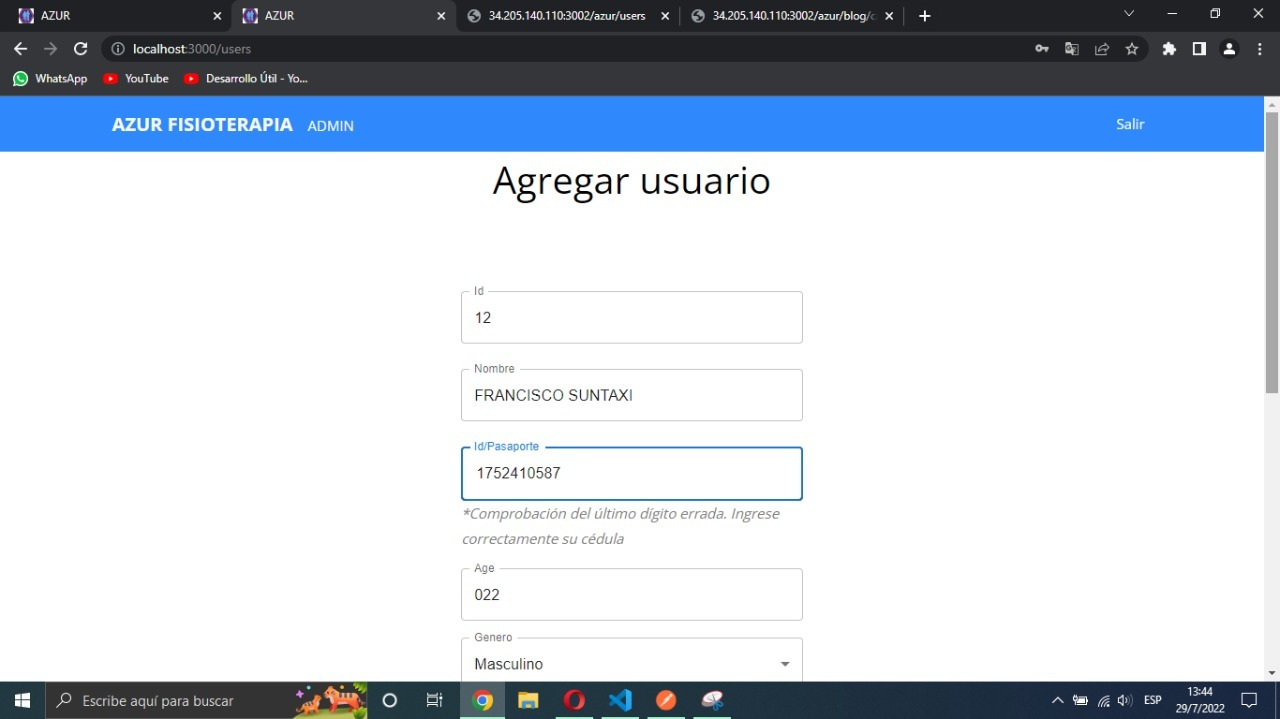 AZUR
AZUR
34.205.140.110:3002/azur/users
34.205.140.110:3002/azur/blog/c
localhost:3000/users
WhatsApp
YouTube
Desarrollo Útil - Yo...
AZUR FISIOTERAPIA
ADMIN
Salir
Agregar usuario
Id
12
Nombre
FRANCISCO SUNTAXI
Id/Pasaporte
1752410587
*Comprobación del último dígito errada. Ingrese
correctamente su cédula
Age
022
Genero
Masculino
Escribe aquí para buscar
ESP
13:44
29/7/2022